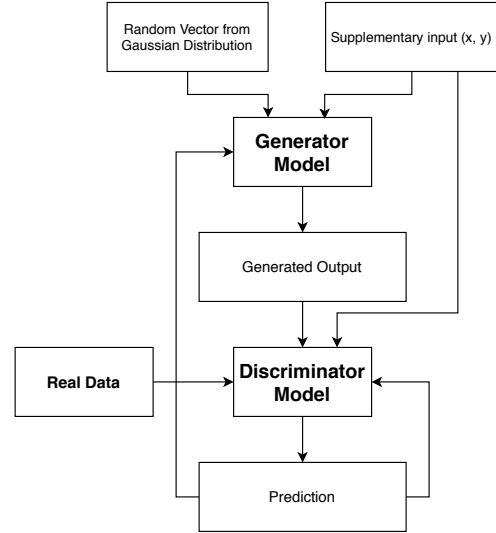 Random Vector from
Gaussian Distribution
Supplementary input (x, y)
Generator
Model
Generated Output
Real Data
Discriminator
Model
Prediction